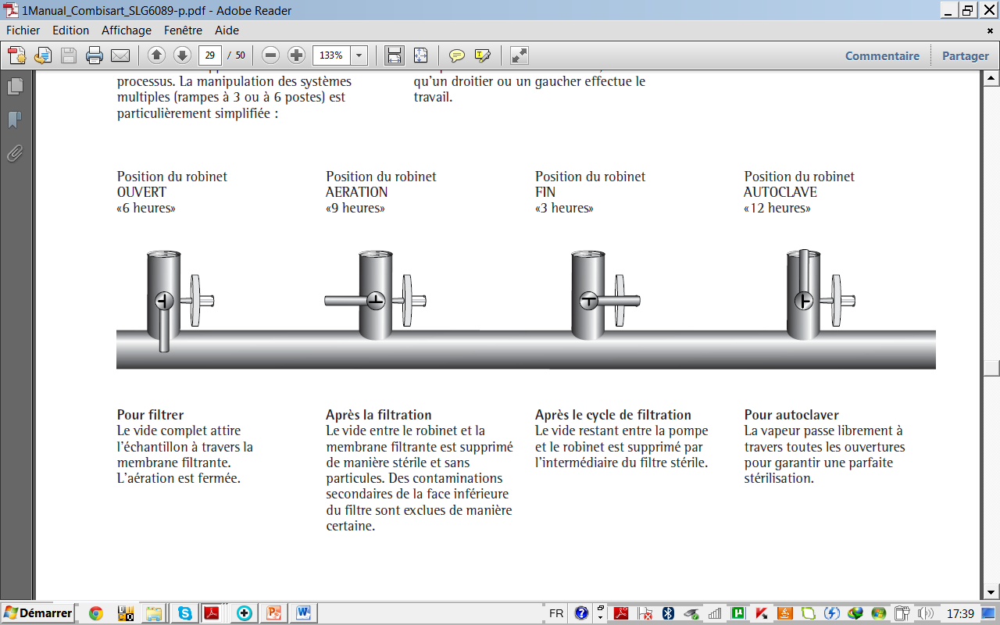 1Manual_Combisart_SLG6089-p.pdf - Adobe Reader
Fichier Edition Affichage Fenêtre Aide
29 / 50 133% Commentaire Partager
processus. La manipulation des systèmes
multiples (rampes à 3 ou à 6 postes) est
particulièrement simplifiée :
qu'un droitier ou un gaucher effectue le
travail.
Position du robinet
OUVERT
«6 heures»
Position du robinet
AERATION
«9 heures»
Position du robinet
FIN
«3 heures»
Position du robinet
AUTOCLAVE
«12 heures»
Pour filtrer
Le vide complet attire
l'échantillon à travers la
membrane filtrante.
L'aération est fermée.
Après la filtration
Le vide entre le robinet et la
membrane filtrante est supprimé
de manière stérile et sans
particules. Des contaminations
secondaires de la face inférieure
du filtre sont exclues de manière
certaine.
Après le cycle de filtration
Le vide restant entre la pompe
et le robinet est supprimé par
l'intermédiaire du filtre stérile.
Pour autoclaver
La vapeur passe librement à
travers toutes les ouvertures
pour garantir une parfaite
stérilisation.
Démarrer FR 17:39